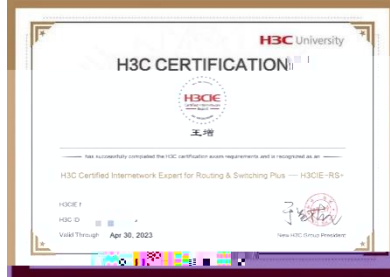 H3C University
H3C CERTIFICATION
H3CIE
王增
has successfully completed the H3C certification exam requirements and is recognized as an
H3C Certified Internetwork Expert for Routing & Switching Plus — H3CIE-RS+
H3CIE
H3C ID
Valid Through Apr 30, 2023
New H3C Group President